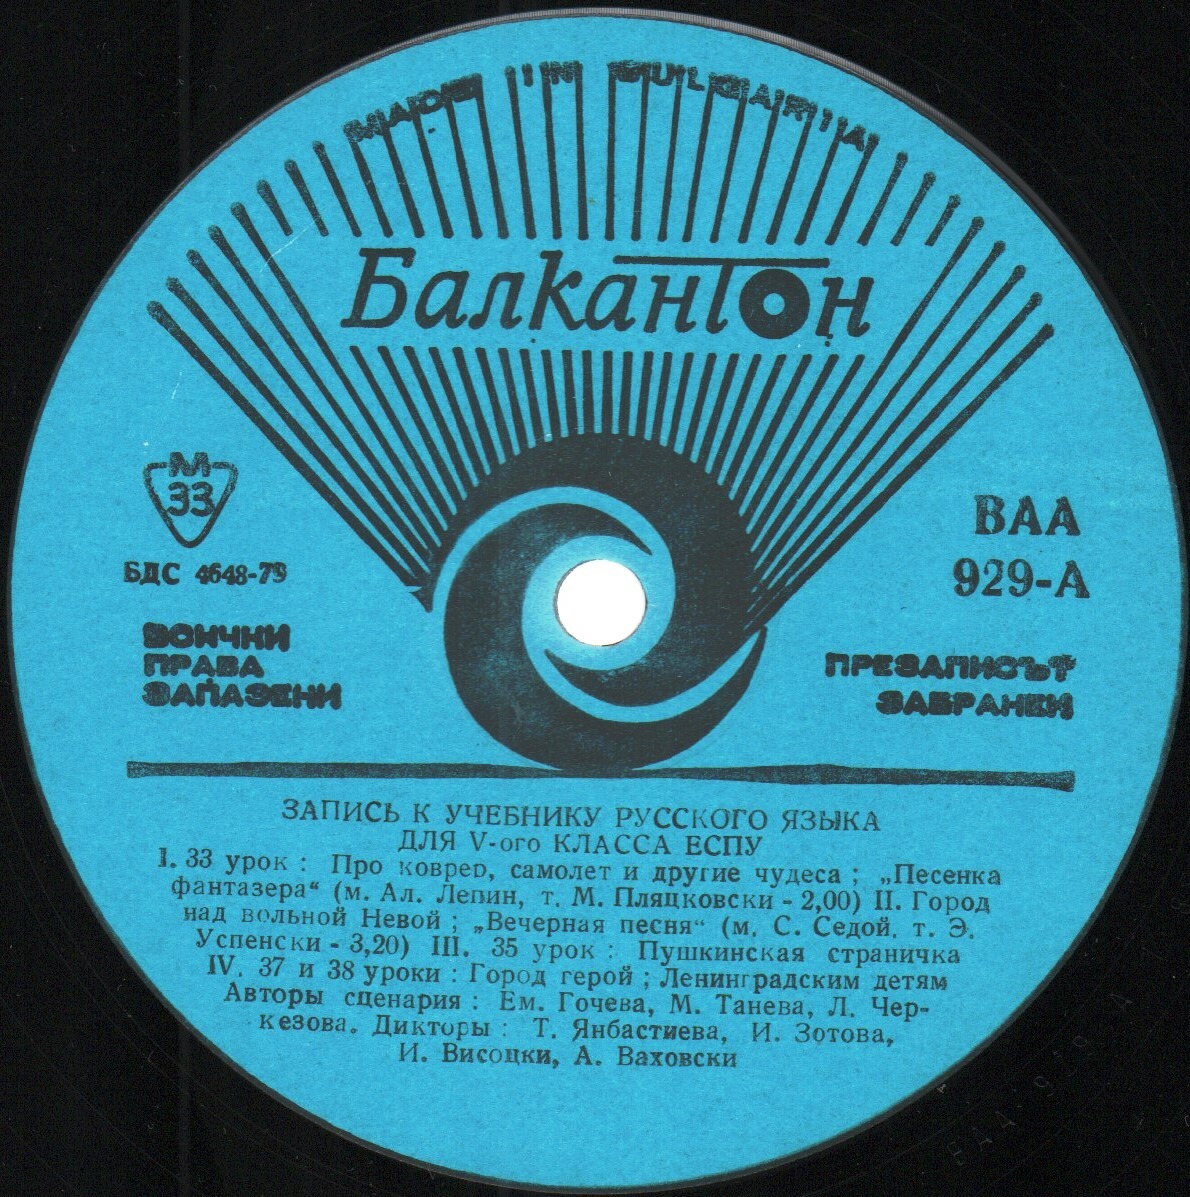 MADE IN BULGARIA
Балкантон
М
33
БДС 4648-73
ВСИЧКИ
ПРАВА
ЗАПАЗЕНИ
ВАА
929-А
ПРЕЗАПИСЪТ
ЗАБРАНЕН
ЗАПИСЬ К УЧЕБНИКУ РУССКОГО ЯЗЫКА
ДЛЯ V-ого КЛАССА ЕСПУ
I. 33 урок : Про коврер, самолет и другие чудеса ; „Песенка
фантазера“ (м. Ал. Лепин, т. М. Пляцковски - 2,00) II. Город
над вольной Невой ; „Вечерная песня“ (м. С. Седой, т. Э.
Успенски - 3,20) III. 35 урок : Пушкинская страничка
IV. 37 и 38 уроки : Город герой ; Ленинградским детям
Авторы сценария : Ем. Гочева, М. Танева, Л. Чер-
кезова. Дикторы : Т. Янбастиева, И. Зотова,
И. Висоцки, А. Ваховски